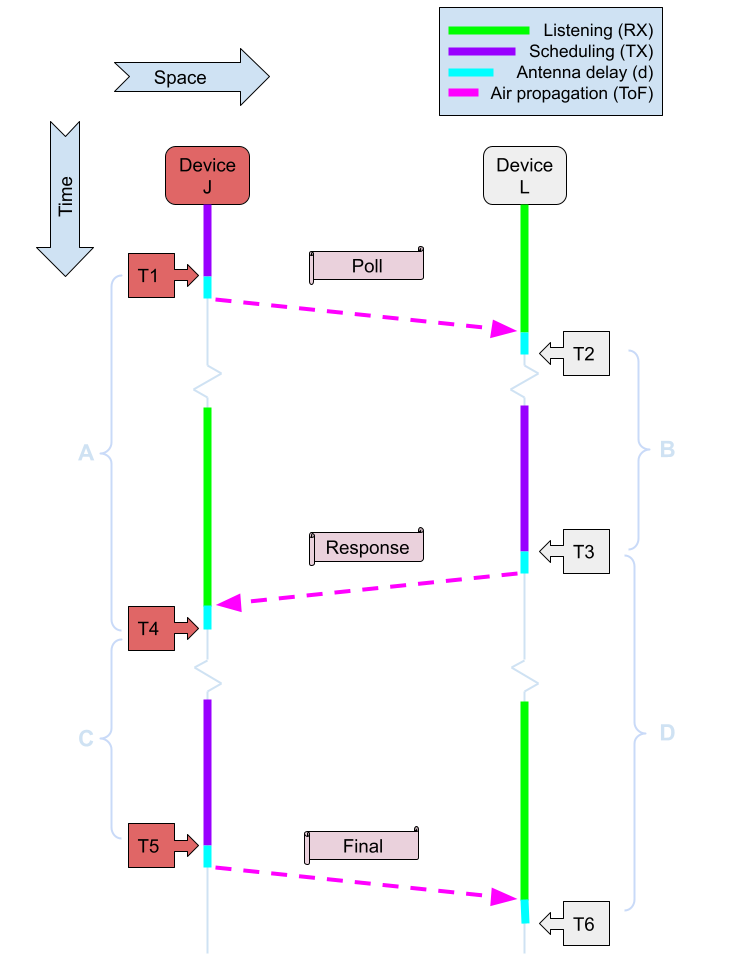 Listening (RX)
Scheduling (TX)
Antenna delay (d)
Air propagation (ToF)
Space
Time
Device
J
Device
L
T1
Poll
T2
A
B
Response
T3
T4
C
D
T5
Final
T6